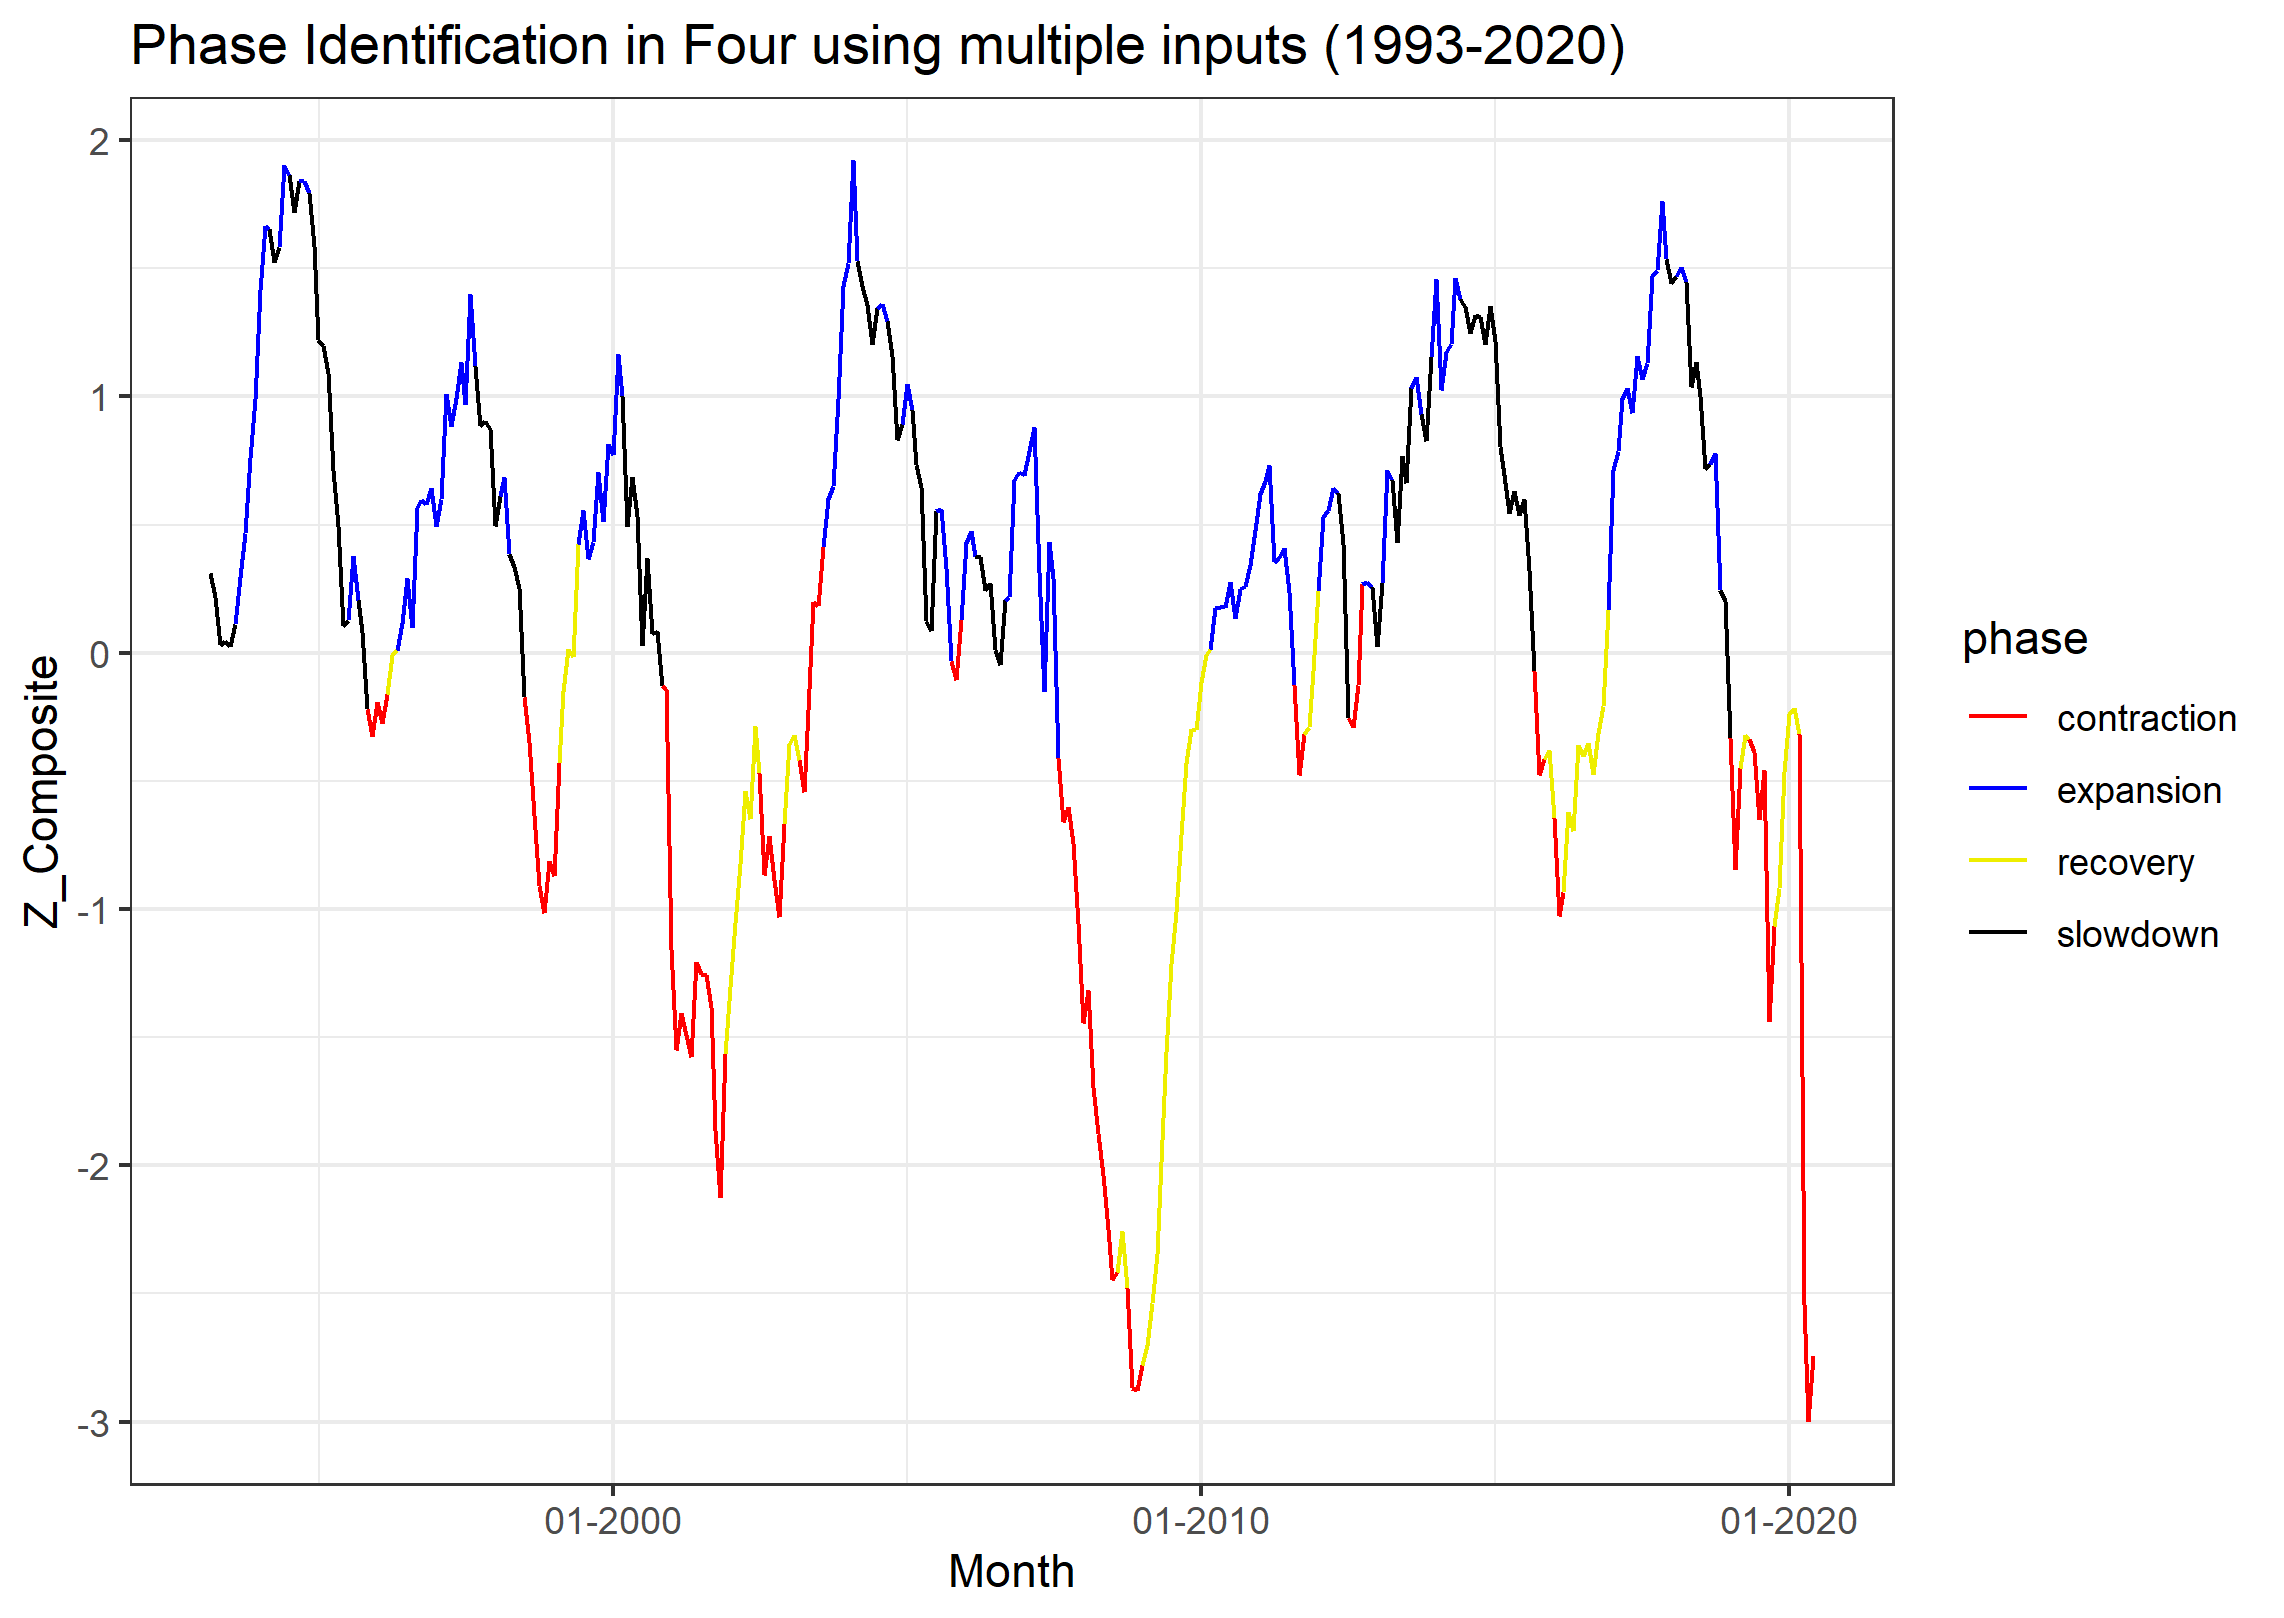 Phase Identification in Four using multiple inputs (1993-2020)
2
1
0
-1
-2
-3
Z_Composite
01-2000
01-2010
01-2020
Month
phase
contraction
expansion
recovery
slowdown